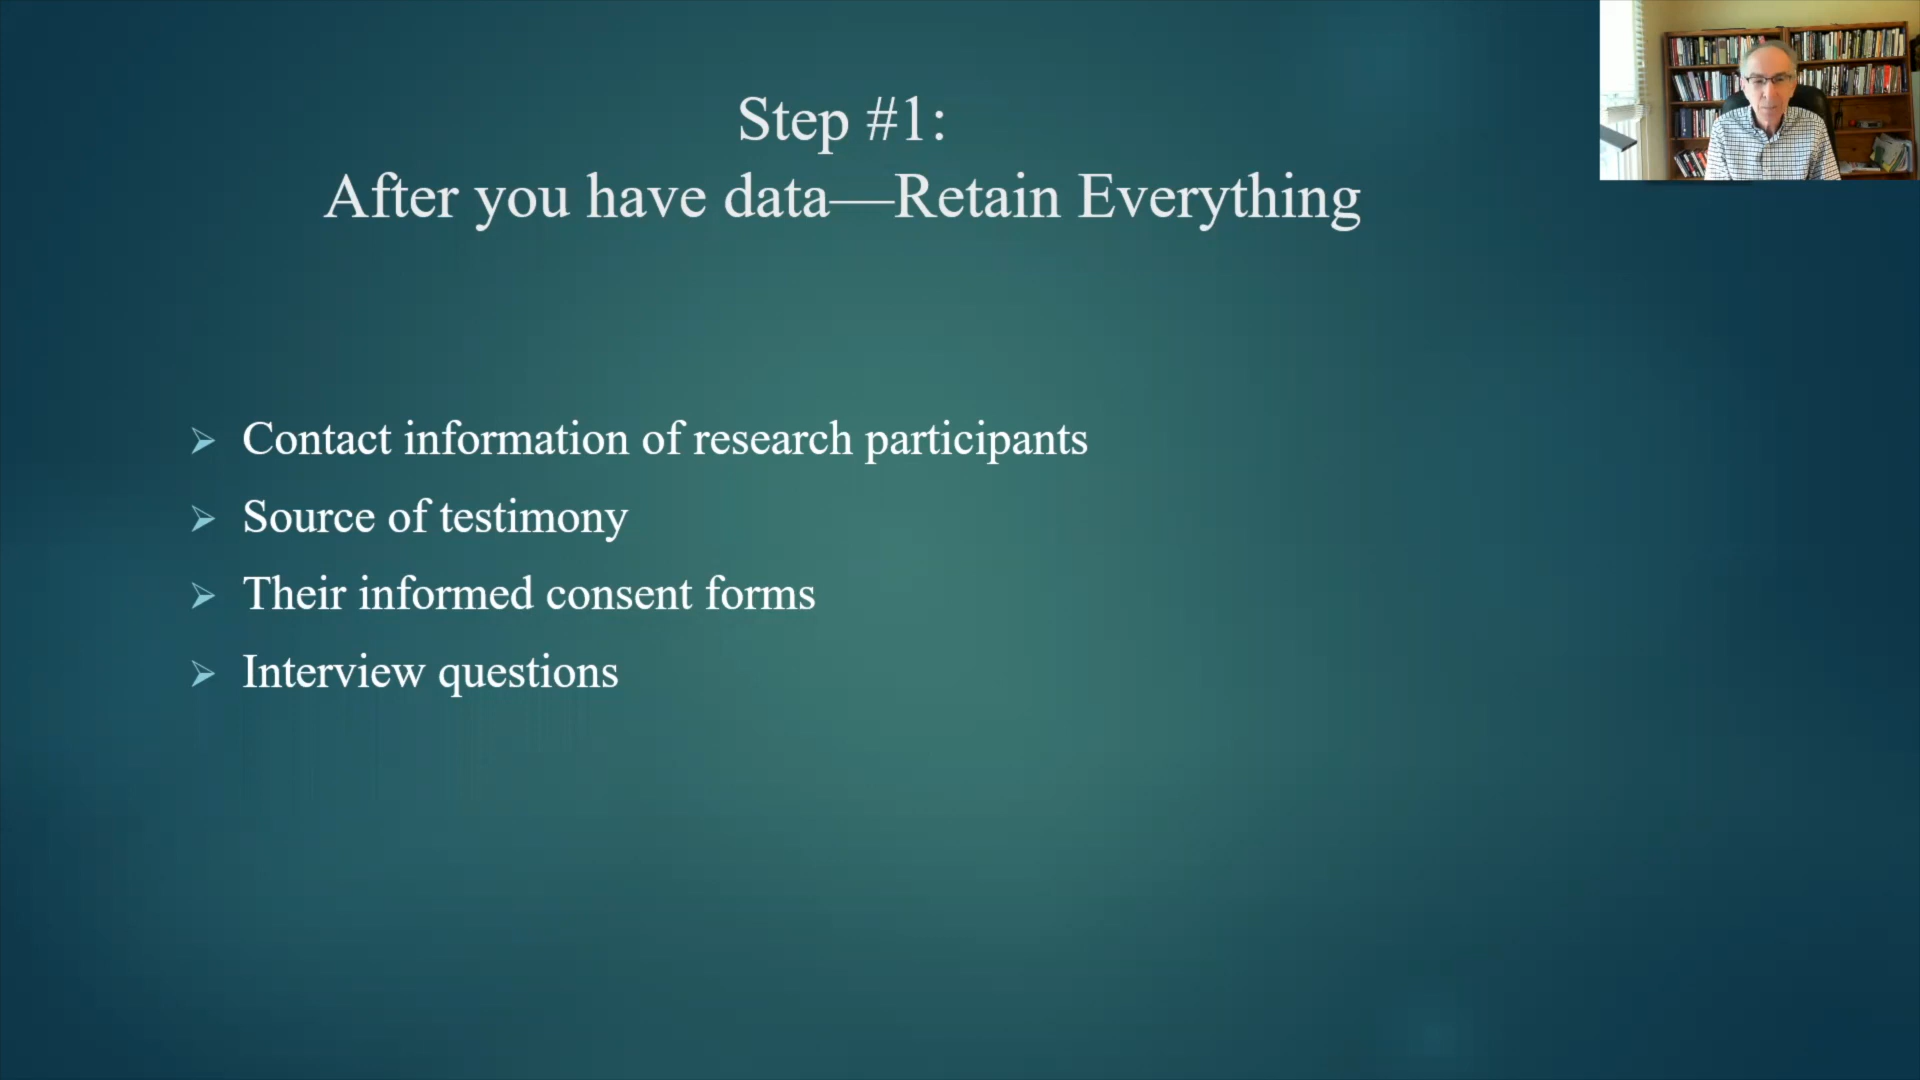 Step #1:
After you have data—Retain Everything
Contact information of research participants
Source of testimony
Their informed consent forms
Interview questions